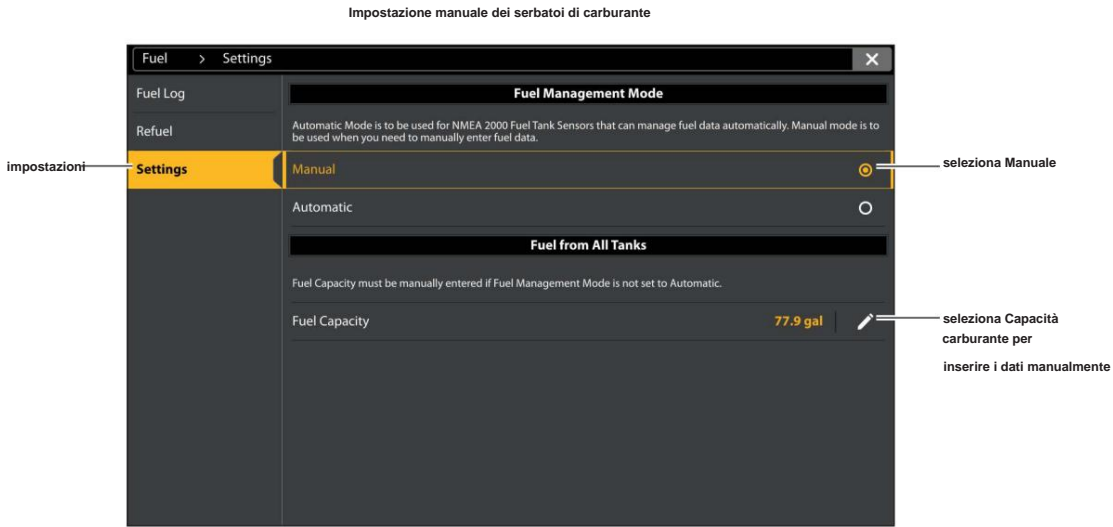 Impostazione manuale dei serbatoi di carburante
Fuel > Settings
Fuel Log
Refuel
impostazioni
Settings
Fuel Management Mode
Automatic Mode is to be used for NMEA 2000 Fuel Tank Sensors that can manage fuel data automatically. Manual mode is to
be used when you need to manually enter fuel data.
Manual
seleziona Manuale
Automatic
Fuel from All Tanks
Fuel Capacity must be manually entered if Fuel Management Mode is not set to Automatic.
Fuel Capacity 77.9 gal
seleziona Capacità
carburante per
inserire i dati manualmente